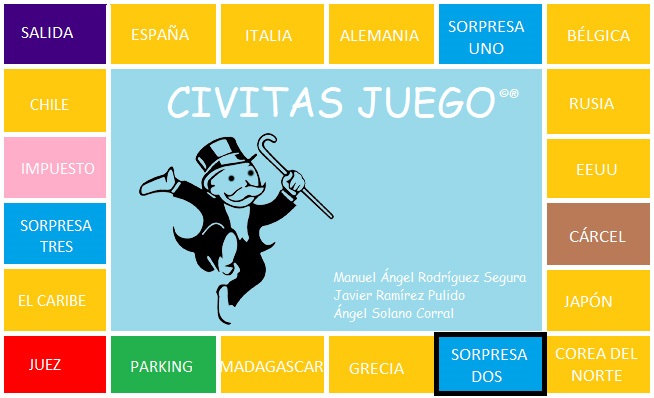 SALIDA
ESPAÑA
ITALIA
ALEMANIA
SORPRESA
UNO
BÉLGICA
CHILE
CIVITAS JUEGO ©®
RUSIA
IMPUESTO
EEUU
SORPRESA
TRES
CÁRCEL
EL CARIBE
Manuel Ángel Rodríguez Segura
Javier Ramírez Pulido
Ángel Solano Corral
JAPÓN
JUEZ
PARKING
MADAGASCAR
GRECIA
SORPRESA
DOS
COREA DEL
NORTE